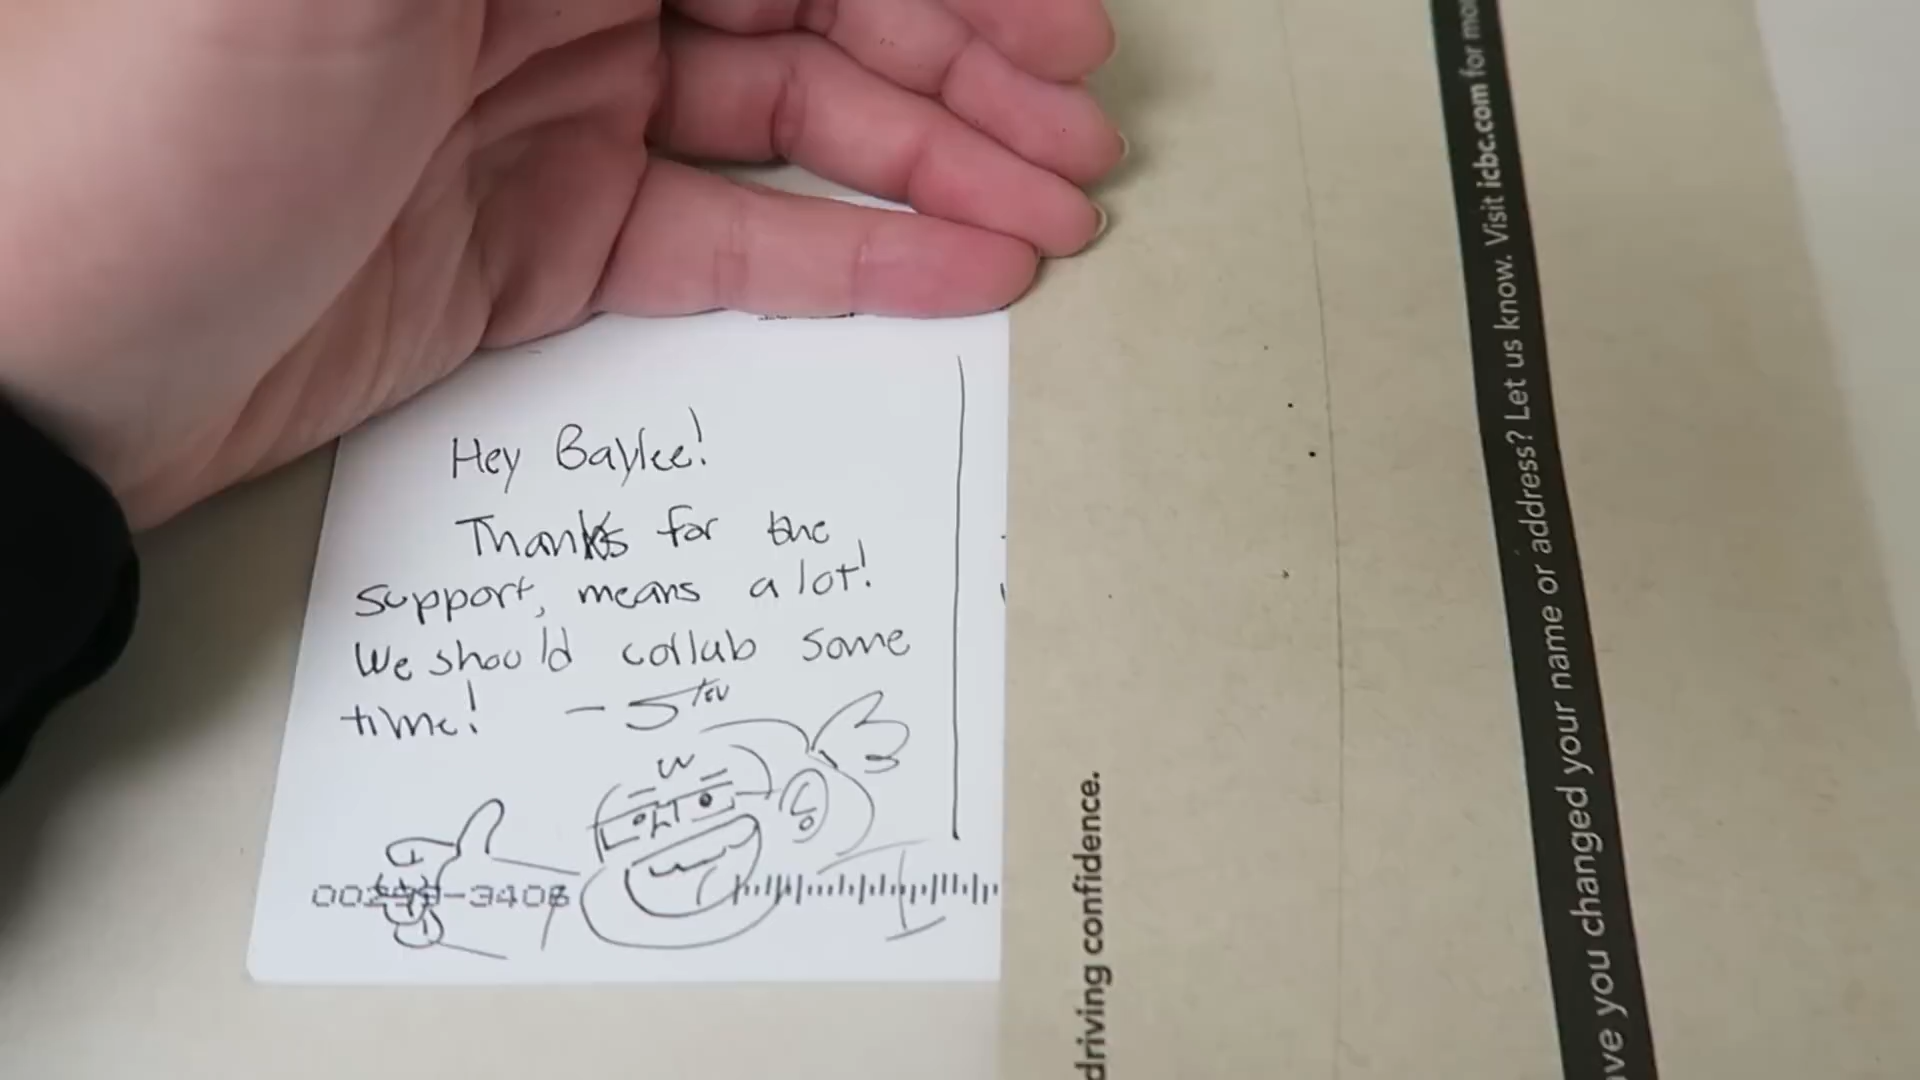 Hey Baylee!
Thanks for the
support, means a lot!
We should collab some
time! -Stev
driving confidence.
ve you changed your name or address? Let us know. Visit icbc.com for mo